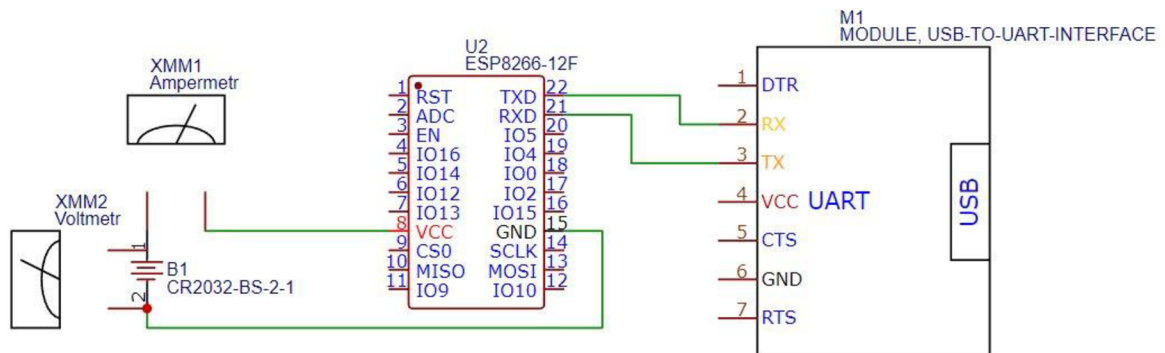 XMM1
Ampermetr
XMM2
Voltmetr
1
2
B1
CR2032-BS-2-1
U2
ESP8266-12F
1 RST TXD 22
2 ADC RXD 21
3 EN IO5 20
4 IO16 IO4 19
5 IO14 IO0 18
6 IO12 IO2 17
7 IO13 IO15 16
8 VCC GND 15
9 CS0 SCLK 14
10 MISO MOSI 13
11 IO9 IO10 12
M1
MODULE, USB-TO-UART-INTERFACE
1 DTR
2 RX
3 TX
4 VCC UART
5 CTS
6 GND
7 RTS
USB